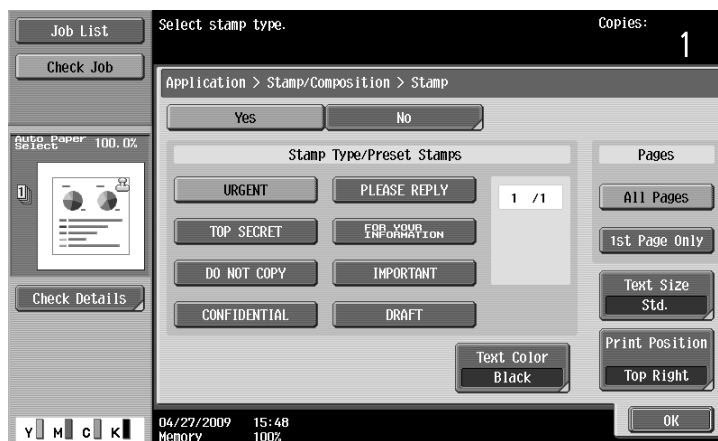 Job List
Check Job
Auto Paper Select 100.0%
1
Check Details
Y M C K
Select stamp type.
Copies:
1
Application > Stamp/Composition > Stamp
Yes
No
Stamp Type/Preset Stamps
URGENT
PLEASE REPLY
TOP SECRET
FOR YOUR INFORMATION
DO NOT COPY
IMPORTANT
CONFIDENTIAL
DRAFT
1 /1
Text Color
Black
Pages
All Pages
1st Page Only
Text Size
Std.
Print Position
Top Right
04/27/2009 15:48
Memory 100%
OK